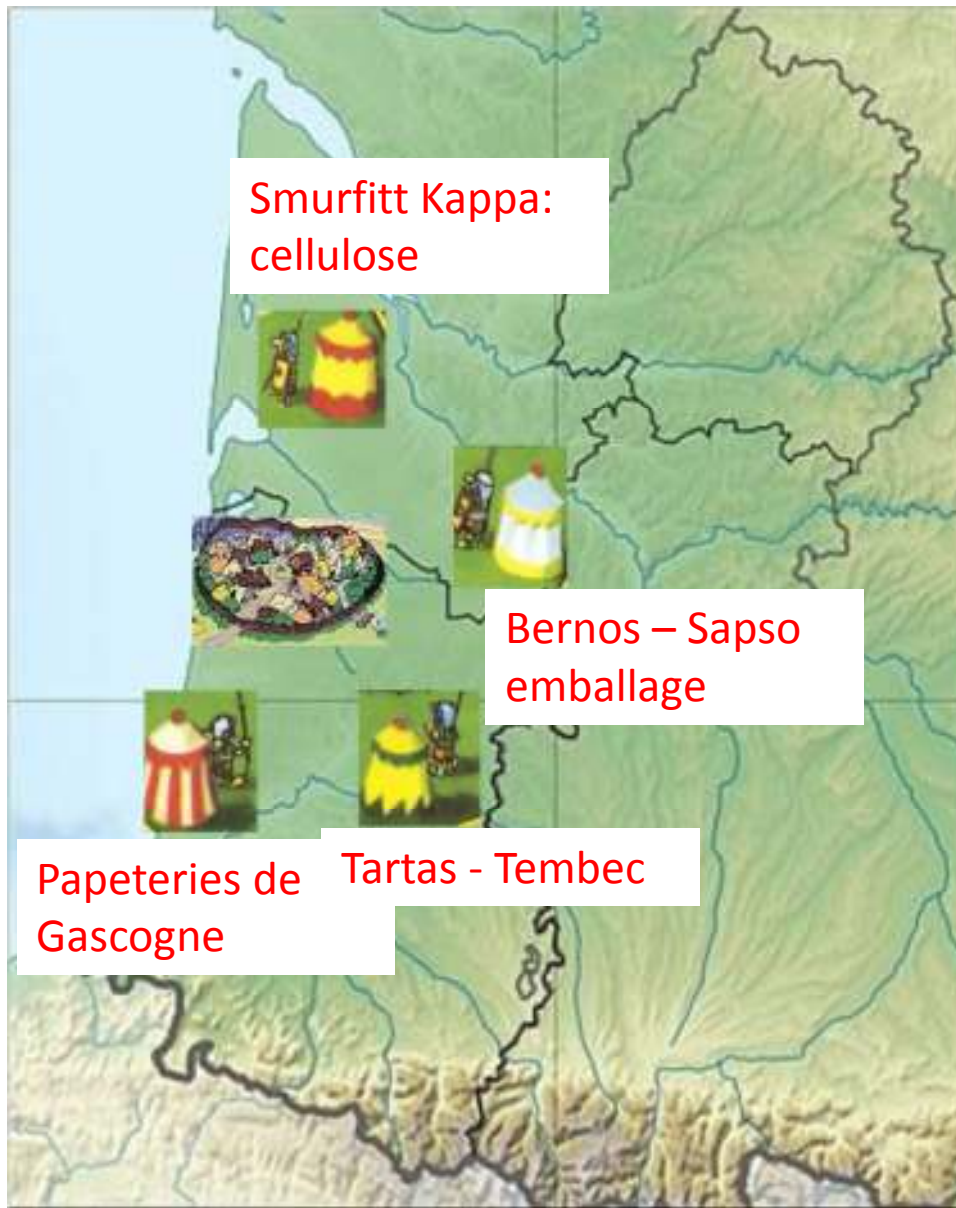 Smurfitt Kappa:
cellulose
Bernos – Sapso
emballage
Papeteries de
Gascogne
Tartas - Tembec